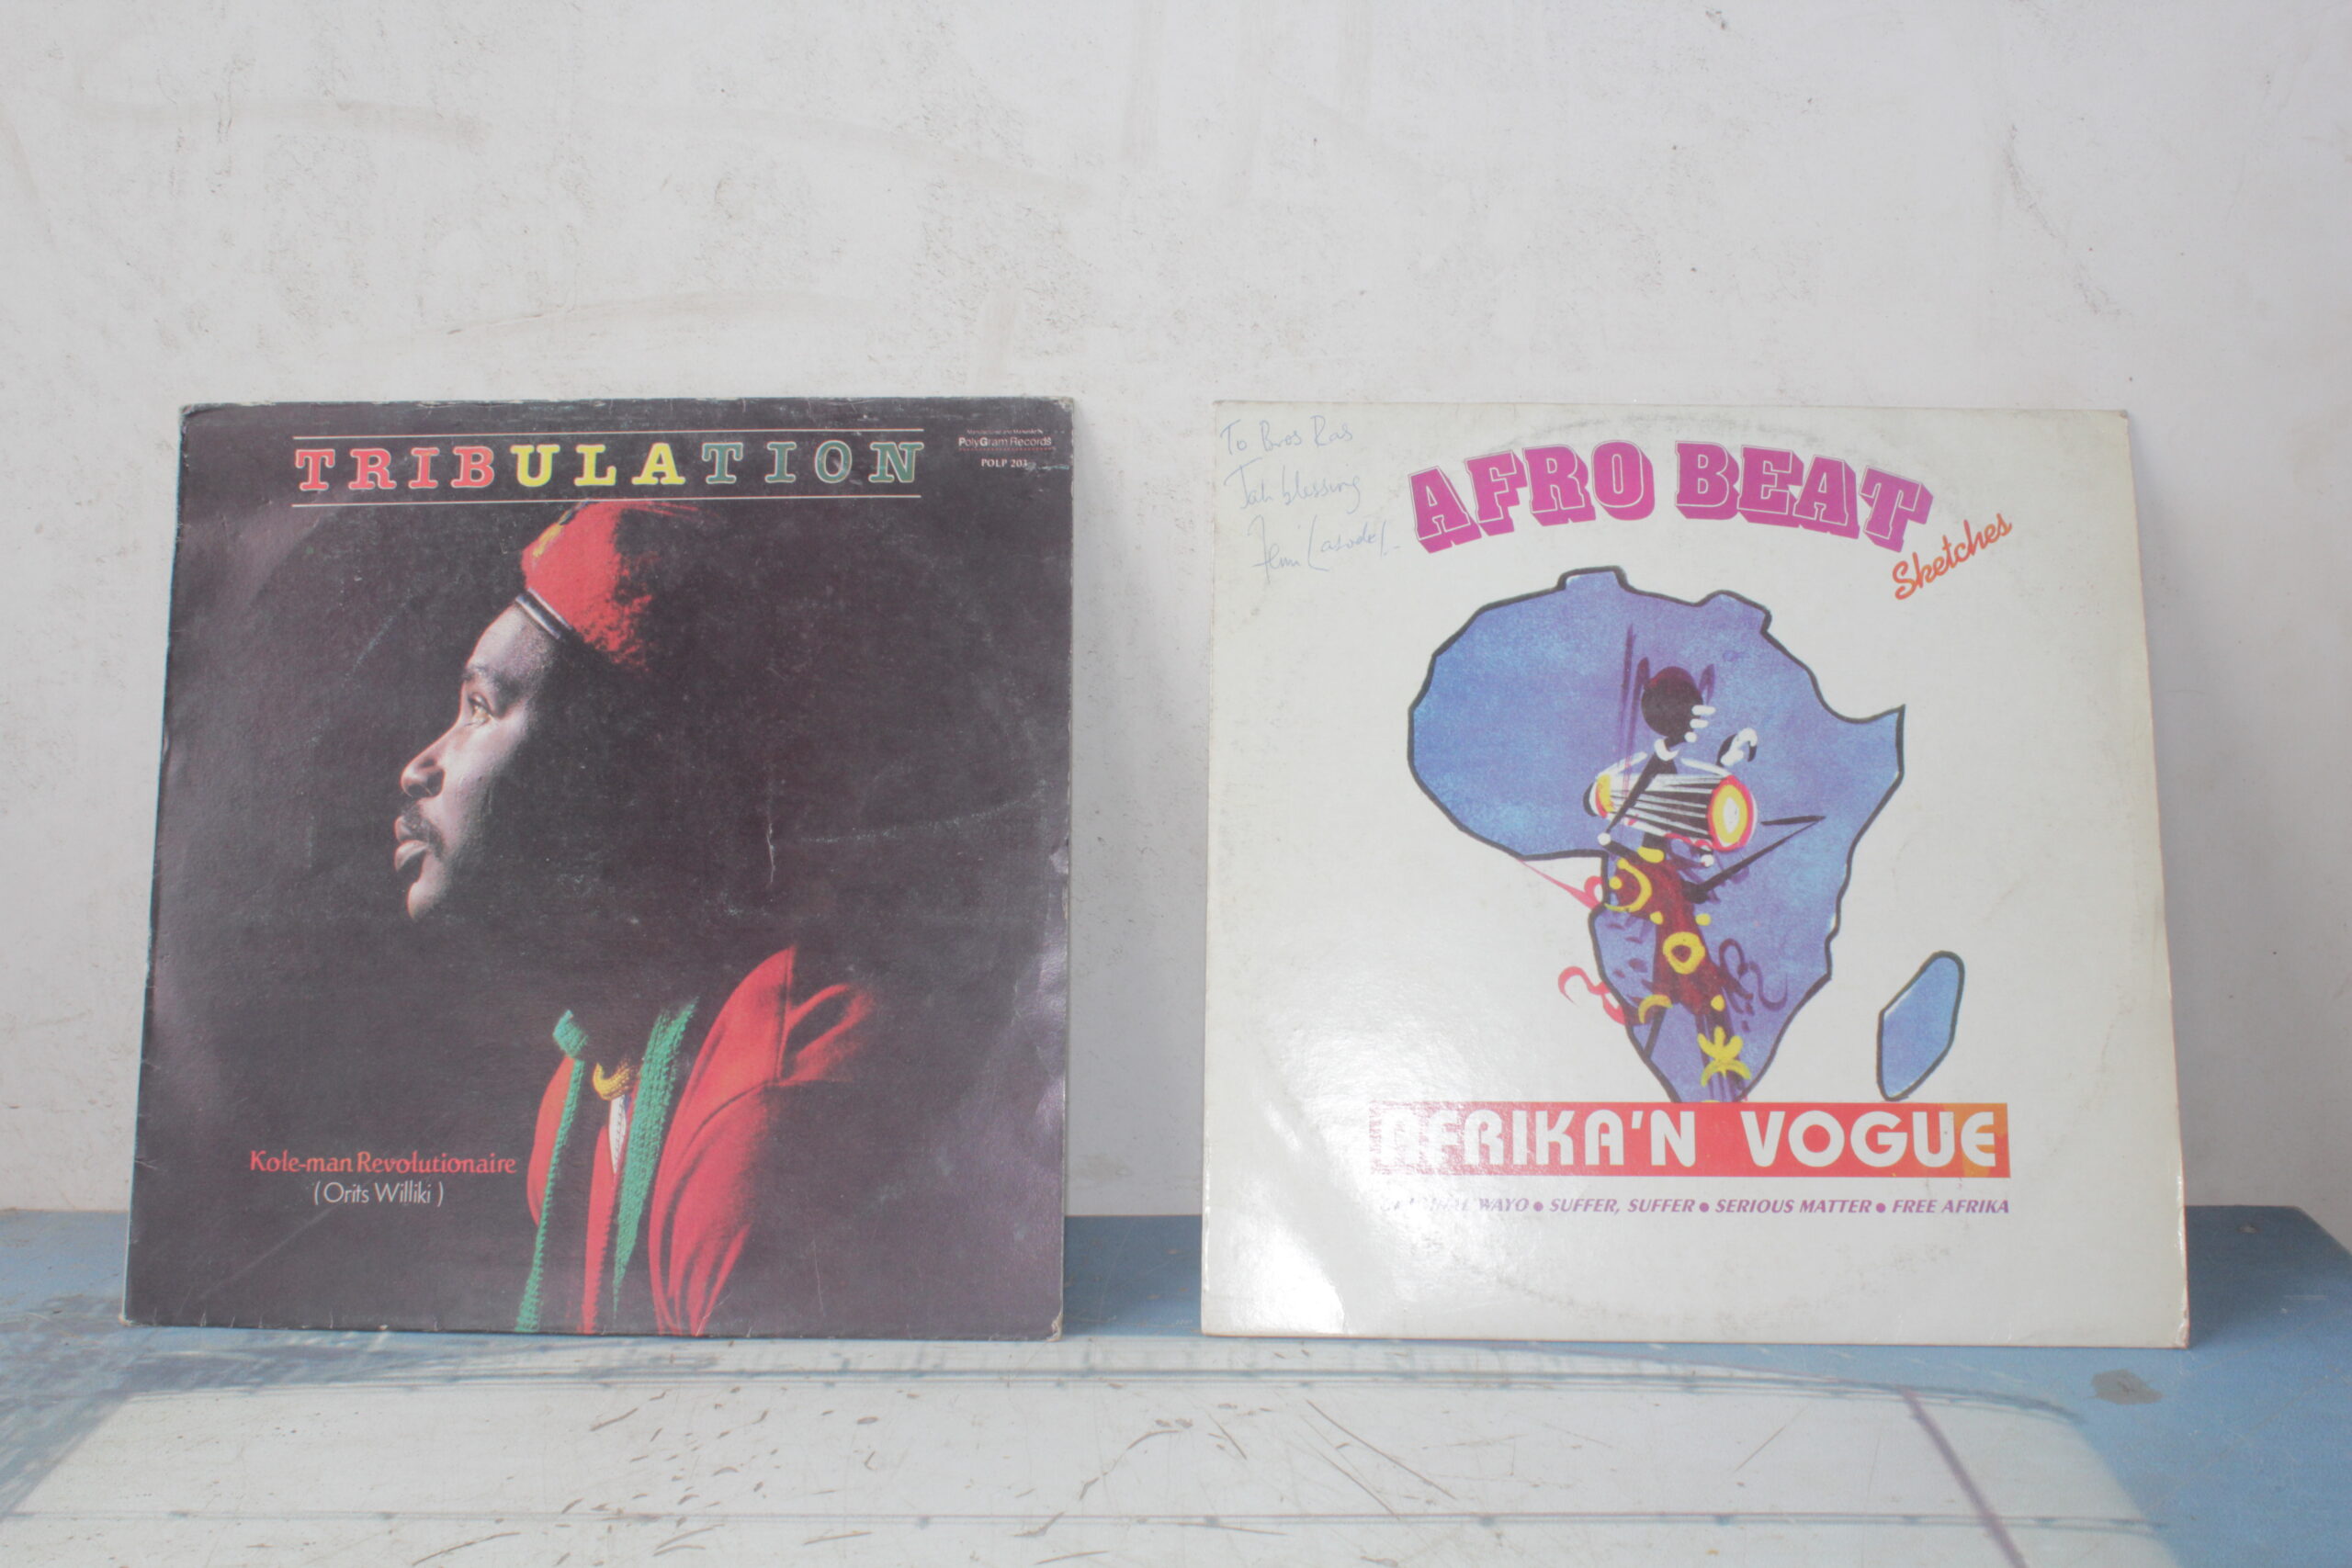 TRIBULATION
PolyGram Records
POLP 203
Kole-man Revolutionaire
(Orits Williki)
To Bros Ras
Jah blessing
AFRO BEAT
Sketches
AFRIKA'N VOGUE
WAYO • SUFFER, SUFFER • SERIOUS MATTER • FREE AFRIKA